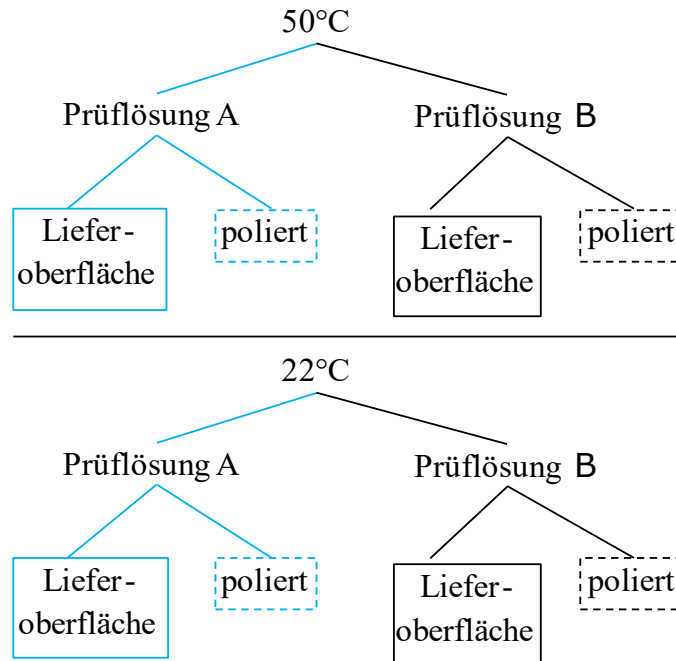 50°C
Prüflösung A
Prüflösung B
Liefer-
oberfläche
poliert
Liefer-
oberfläche
poliert
22°C
Prüflösung A
Prüflösung B
Liefer-
oberfläche
poliert
Liefer-
oberfläche
poliert